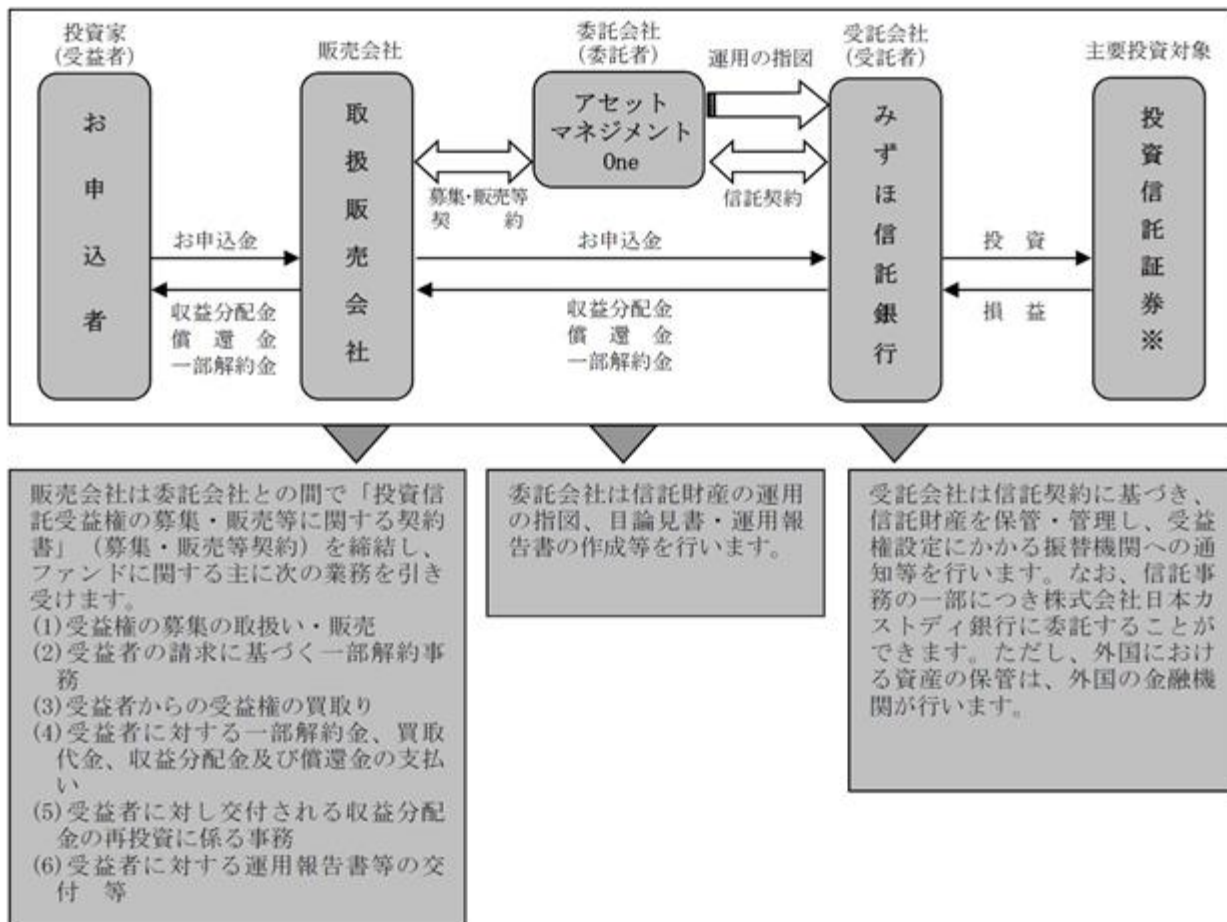 投資家
(受益者)
お申込者
販売会社
取扱販売会社
委託会社
(委託者)
アセット
マネジメント
One
運用の指図
受託会社
(受託者)
みずほ信託銀行
主要投資対象
投資信託証券※
募集・販売等
契　約
信託契約
お申込金
収益分配金
償　還　金
一部解約金
お申込金
収益分配金
償　還　金
一部解約金
投　資
損　益
販売会社は委託会社との間で「投資信
託受益権の募集・販売等に関する契約
書」（募集・販売等契約）を締結し、
ファンドに関する主に次の業務を引き
受けます。
(1)受益権の募集の取扱い・販売
(2)受益者の請求に基づく一部解約事
務
(3)受益者からの受益権の買取り
(4)受益者に対する一部解約金、買取
代金、収益分配金及び償還金の支払
い
(5)受益者に対し交付される収益分配
金の再投資に係る事務
(6)受益者に対する運用報告書等の交
付　等
委託会社は信託財産の運用
の指図、目論見書・運用報
告書の作成等を行います。
受託会社は信託契約に基づき、
信託財産を保管・管理し、受益
権設定にかかる振替機関への通
知等を行います。なお、信託事
務の一部につき株式会社日本カ
ストディ銀行に委託することが
できます。ただし、外国におけ
る資産の保管は、外国の金融機
関が行います。